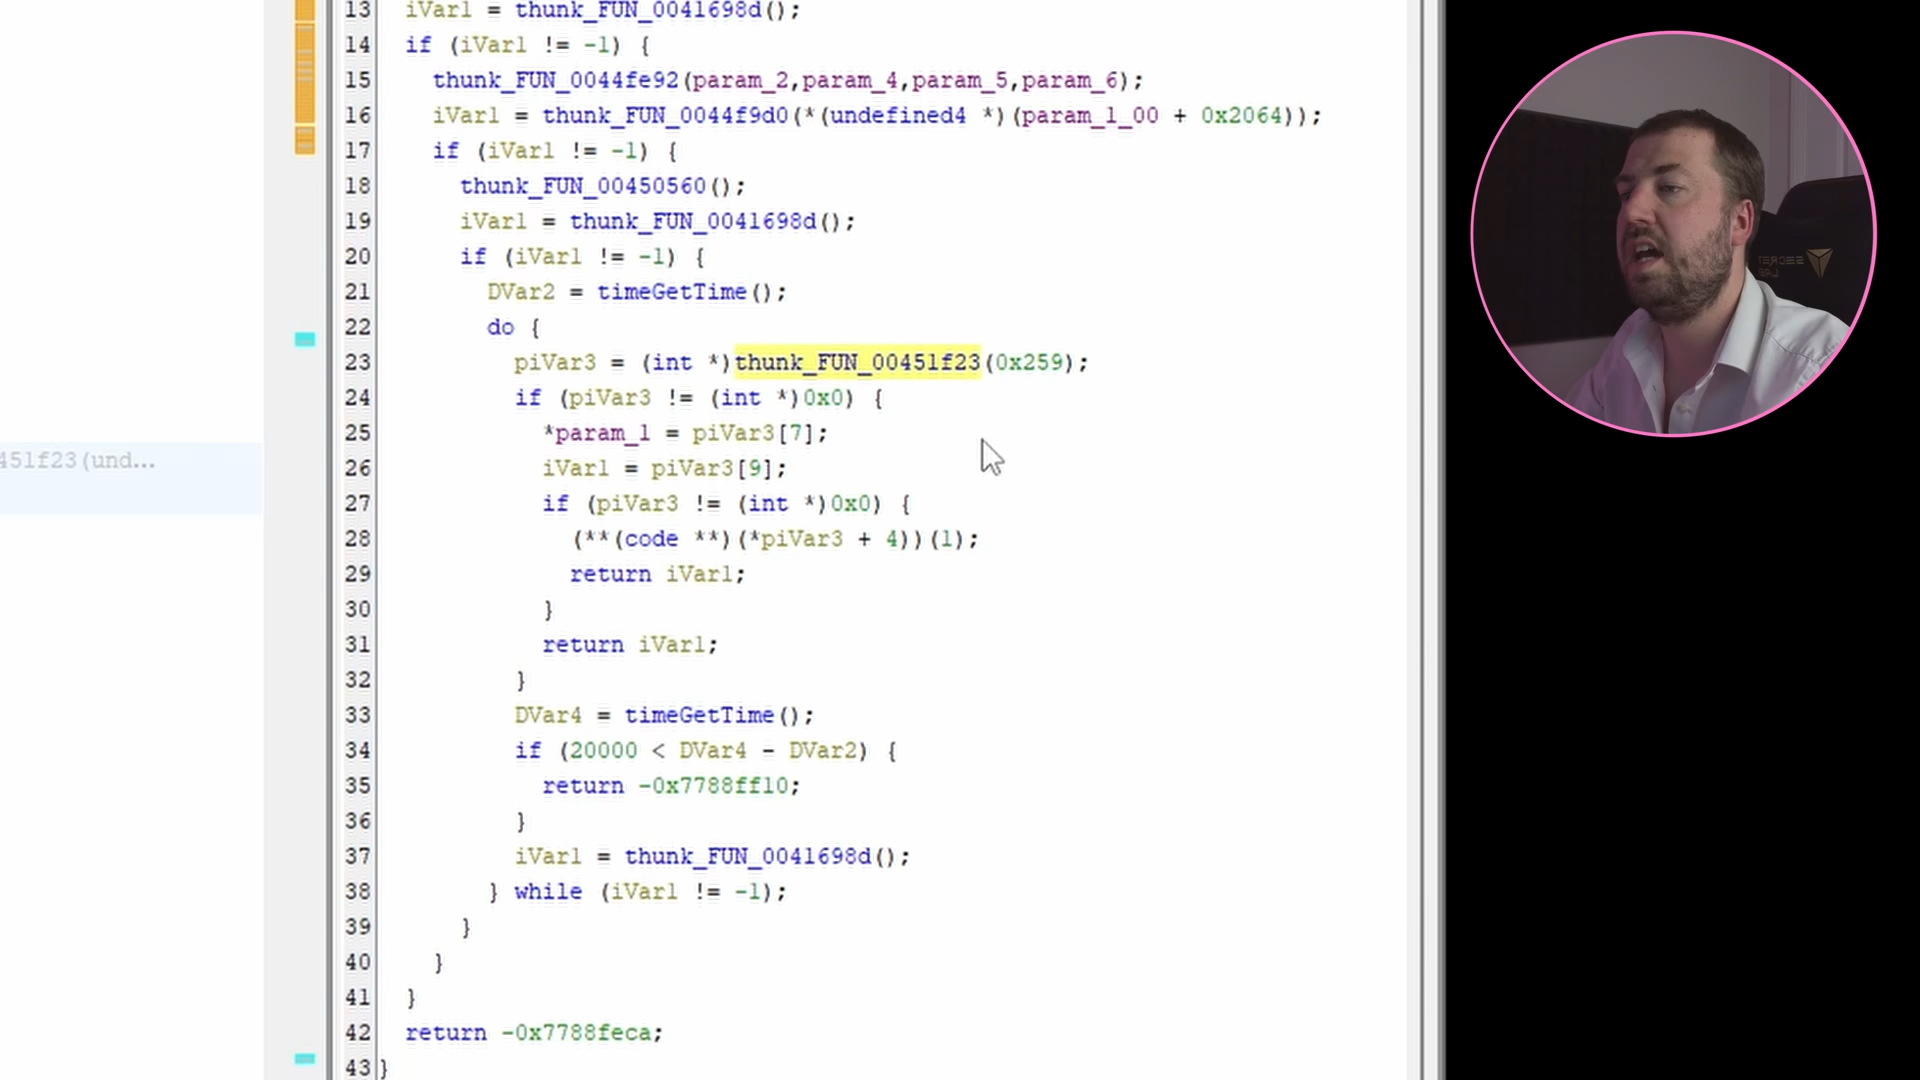 13 iVar1 = thunk_FUN_0041698d();
14 if (iVar1 != -1) {
15 thunk_FUN_0044fe92(param_2,param_4,param_5,param_6);
16 iVar1 = thunk_FUN_0044f9d0(*(undefined4 *)(param_1_00 + 0x2064));
17 if (iVar1 != -1) {
18 thunk_FUN_00450560();
19 iVar1 = thunk_FUN_0041698d();
20 if (iVar1 != -1) {
21 DVar2 = timeGetTime();
22 do {
23 piVar3 = (int *)thunk_FUN_00451f23(0x259);
24 if (piVar3 != (int *)0x0) {
25 *param_1 = piVar3[7];
451f23(und...
26 iVar1 = piVar3[9];
27 if (piVar3 != (int *)0x0) {
28 (**(code **)(*piVar3 + 4))(1);
29 return iVar1;
30 }
31 return iVar1;
32 }
33 DVar4 = timeGetTime();
34 if (20000 < DVar4 - DVar2) {
35 return -0x7788ff10;
36 }
37 iVar1 = thunk_FUN_0041698d();
38 } while (iVar1 != -1);
39 }
40 }
41 }
42 return -0x7788feca;
43 }